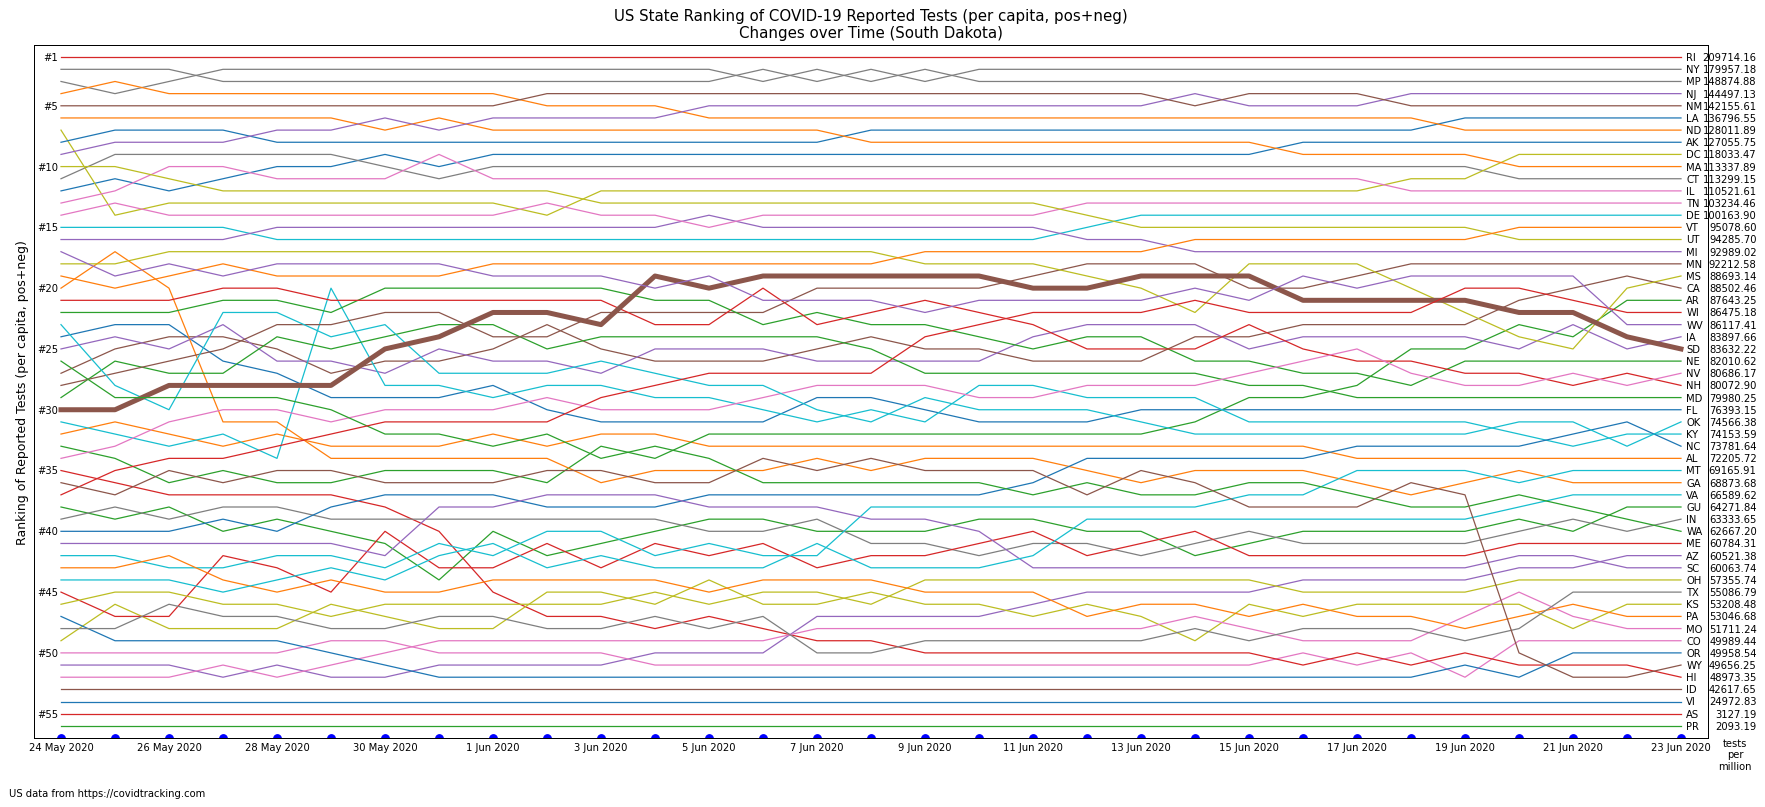 US State Ranking of COVID-19 Reported Tests (per capita, pos+neg)
Changes over Time (South Dakota)
Ranking of Reported Tests (per capita, pos+neg)
#1
#5
#10
#15
#20
#25
#30
#35
#40
#45
#50
#55
RI 209714.16
NY 179957.18
MP 148874.88
NJ 144497.13
NM 142155.61
LA 136796.55
ND 128011.89
AK 127055.75
DC 118033.47
MA 113337.89
CT 113299.15
IL 110521.61
TN 103234.46
DE 100163.90
VT 95078.60
UT 94285.70
MI 92989.02
MN 92212.58
MS 88693.14
CA 88502.46
AR 87643.25
WI 86475.18
WV 86117.41
IA 83897.66
SD 83632.22
NE 82010.62
NV 80686.17
NH 80072.90
MD 79980.25
FL 76393.15
OK 74566.38
KY 74153.59
NC 73781.64
AL 72205.72
MT 69165.91
GA 68873.68
VA 66589.62
GU 64271.84
IN 63333.65
WA 62667.20
ME 60784.31
AZ 60521.38
SC 60063.74
OH 57355.74
TX 55086.79
KS 53208.48
PA 53046.68
MO 51711.24
CO 49989.44
OR 49958.54
WY 49656.25
HI 48973.35
ID 42617.65
VI 24972.83
AS 3127.19
PR 2093.19
24 May 2020 26 May 2020 28 May 2020 30 May 2020 1 Jun 2020 3 Jun 2020 5 Jun 2020 7 Jun 2020 9 Jun 2020 11 Jun 2020 13 Jun 2020 15 Jun 2020 17 Jun 2020 19 Jun 2020 21 Jun 2020 23 Jun 2020
tests
per
million
US data from https://covidtracking.com